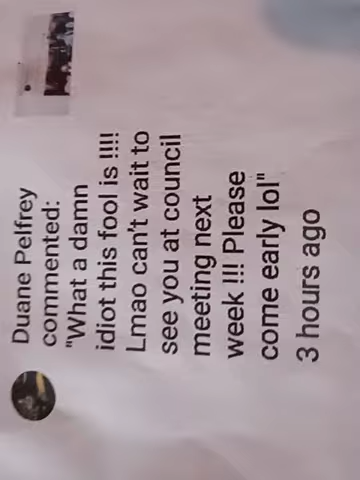 Duane Pelfrey
commented:
"What a damn
idiot this fool is !!!!
Lmao can't wait to
see you at council
meeting next
week !!! Please
come early lol"
3 hours ago